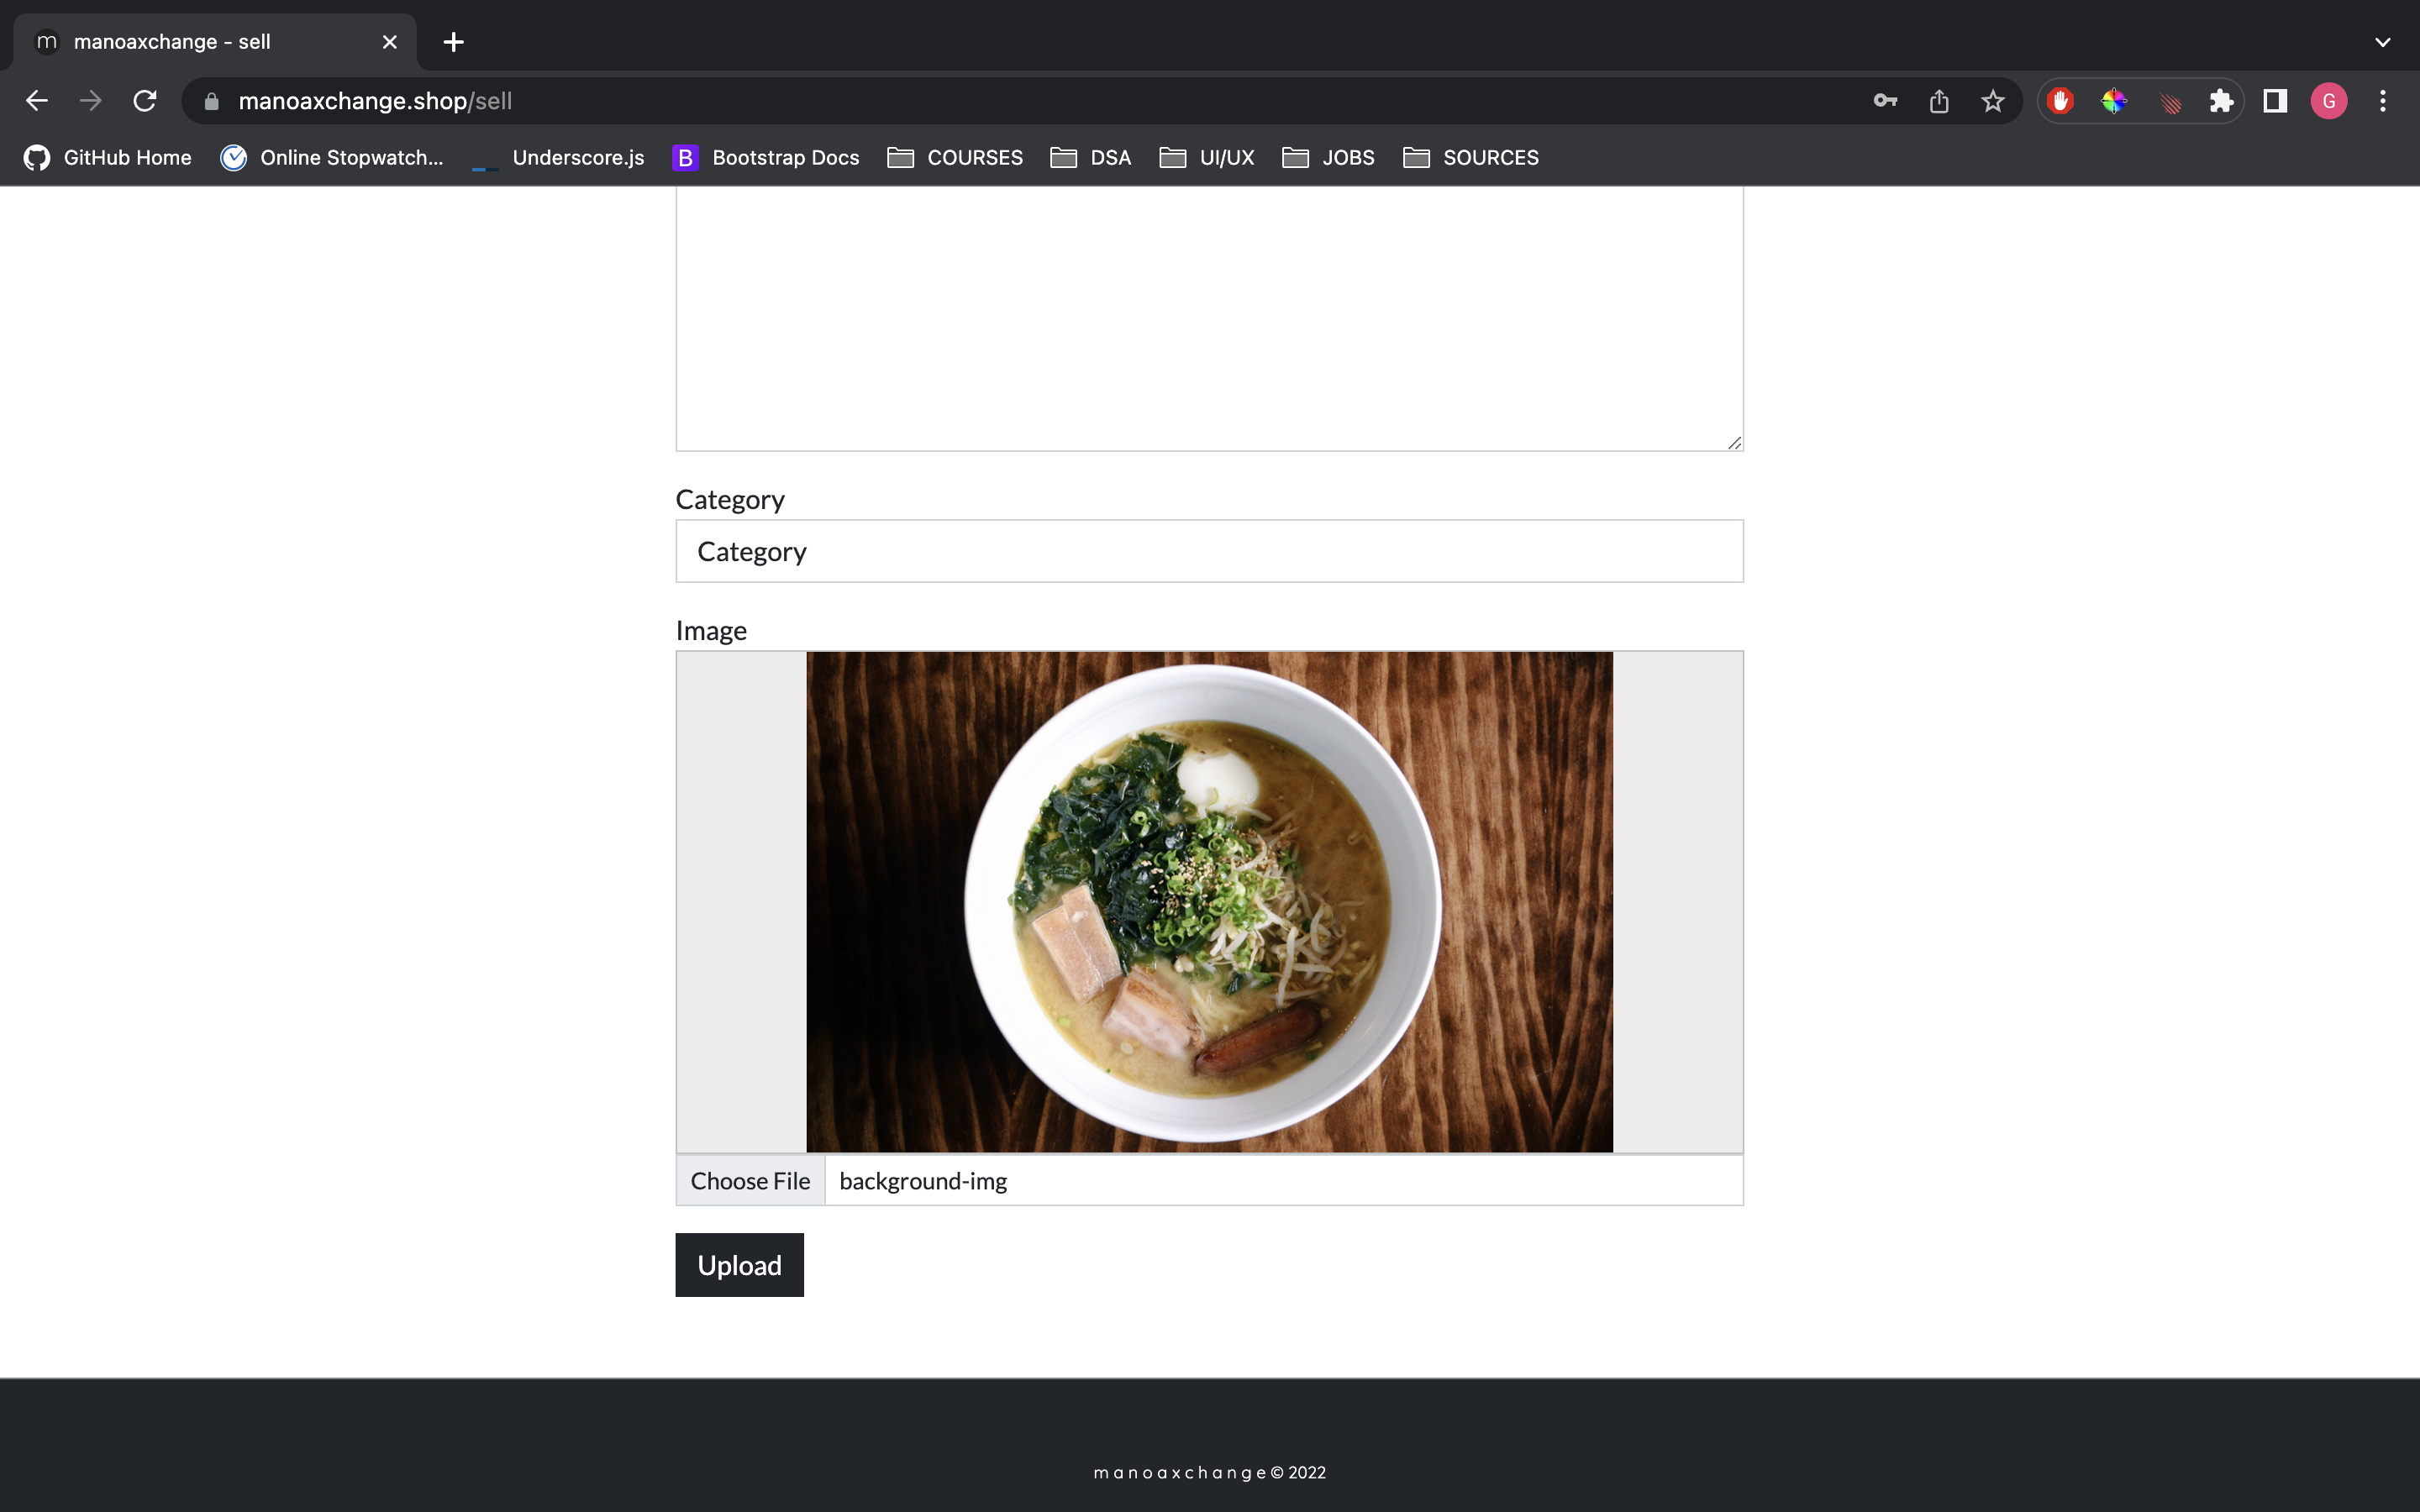 m manoaxchange - sell
manoaxchange.shop/sell
G
GitHub Home Online Stopwatch... Underscore.js B Bootstrap Docs COURSES DSA UI/UX JOBS SOURCES
Category
Category
Image
Choose File background-img
Upload
manoaxchange© 2022